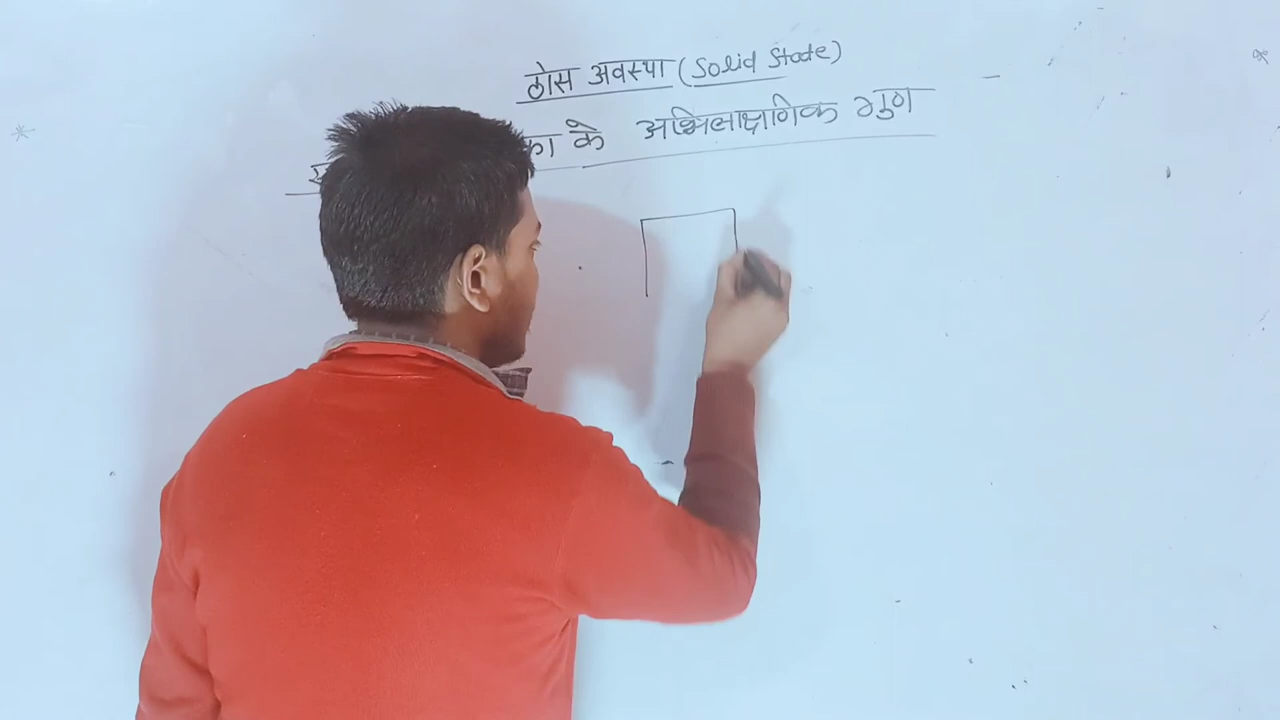 ठोस अवस्था (Solid State)
के अभिलाक्षणिक गुण